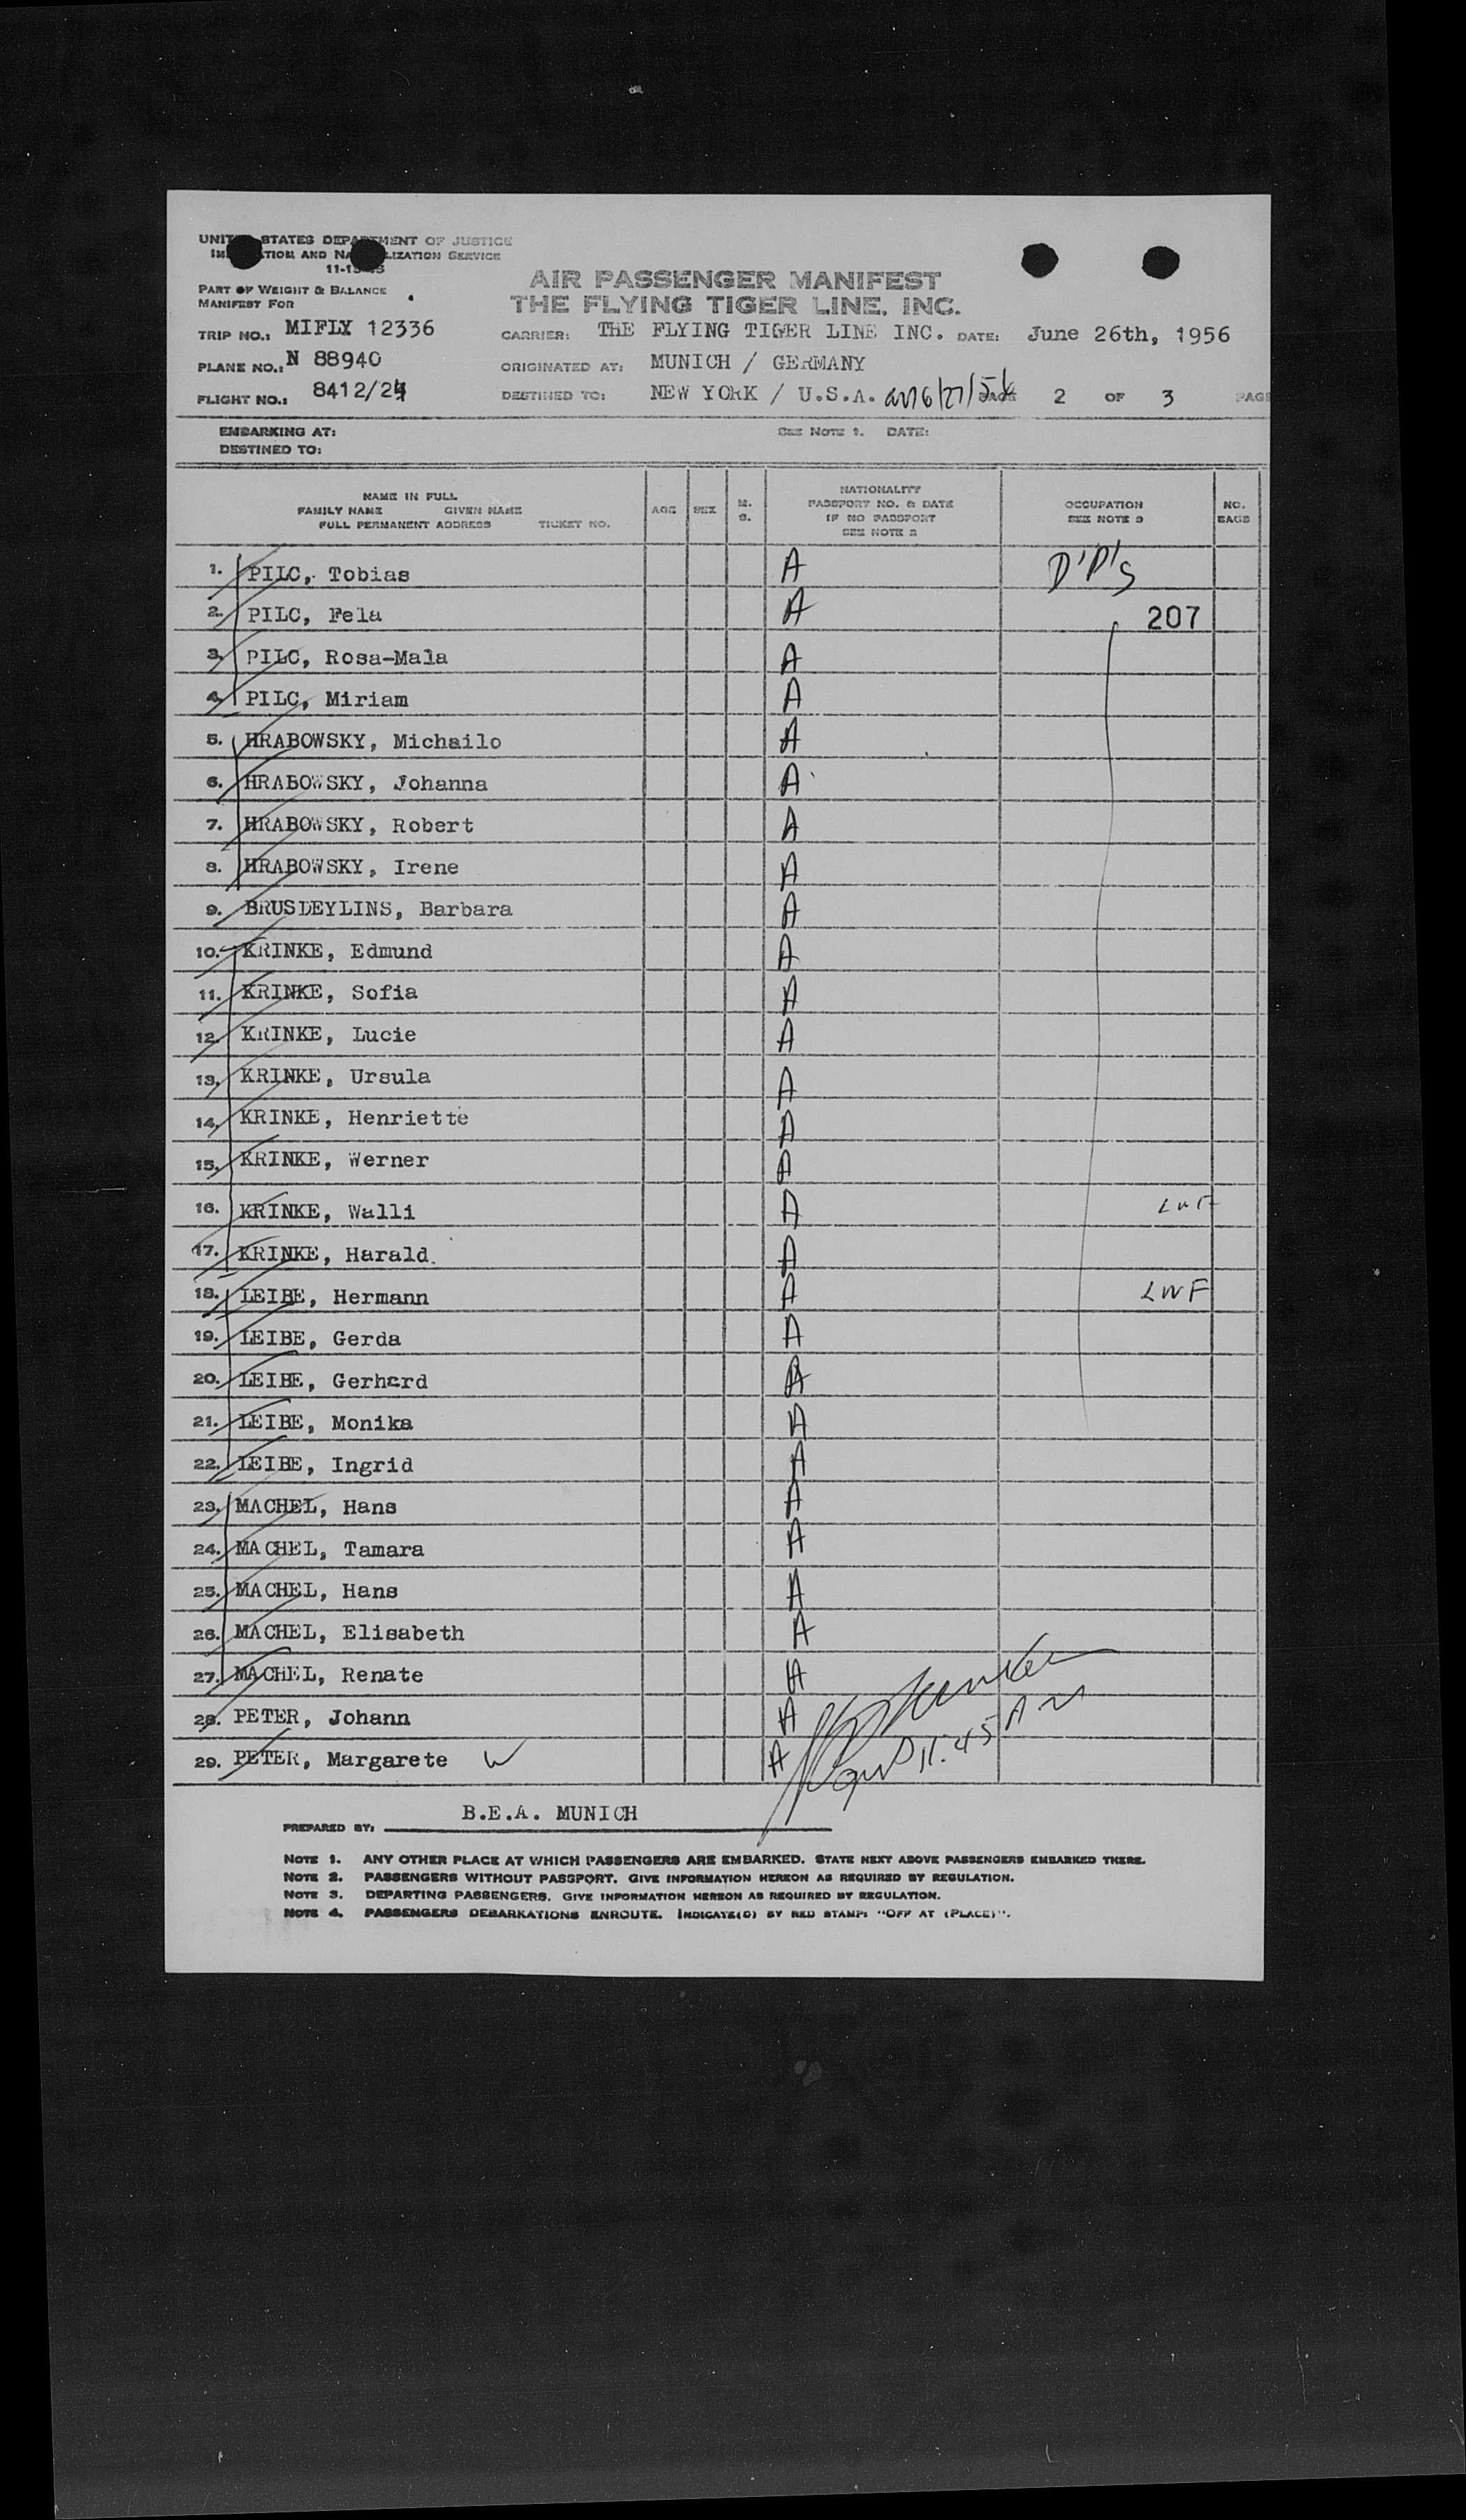 UNITED STATES DEPARTMENT OF JUSTICE
IMMIGRATION AND NATURALIZATION SERVICE
PART OF WEIGHT & BALANCE
MANIFEST FOR
AIR PASSENGER MANIFEST
THE FLYING TIGER LINE, INC.
TRIP NO.: MIFLY 12336 CARRIER: THE FLYING TIGER LINE INC. DATE: June 26th, 1956
PLANE NO.: N 88940 ORIGINATED AT: MUNICH / GERMANY
FLIGHT NO.: 8412/24 DESTINED TO: NEW YORK / U.S.A. arr 6/27/56 PAGE 2 OF 3 PAGE
EMBARKING AT: SEE NOTE 1. DATE:
DESTINED TO:
NAME IN FULL
FAMILY NAME GIVEN NAME
FULL PERMANENT ADDRESS TICKET NO.
AGE SEX M. S.
NATIONALITY
PASSPORT NO. & DATE
IF NO PASSPORT
SEE NOTE 2
OCCUPATION
SEE NOTE 3
NO. BAGS
1. PILC, Tobias A D'P's
2. PILC, Fela A 207
3. PILC, Rosa-Mala A
4. PILC, Miriam A
5. HRABOWSKY, Michailo A
6. HRABOWSKY, Johanna A
7. HRABOWSKY, Robert A
8. HRABOWSKY, Irene A
9. BRUSDEYLINS, Barbara A
10. KRINKE, Edmund A
11. KRINKE, Sofia A
12. KRINKE, Lucie A
13. KRINKE, Ursula A
14. KRINKE, Henriette A
15. KRINKE, Werner A
16. KRINKE, Walli A LWF
17. KRINKE, Harald. A
18. LEIBE, Hermann A LWF
19. LEIBE, Gerda A
20. LEIBE, Gerhard A
21. LEIBE, Monika A
22. LEIBE, Ingrid A
23. MACHEL, Hans A
24. MACHEL, Tamara A
25. MACHEL, Hans A
26. MACHEL, Elisabeth A
27. MACHEL, Renate A
28. PETER, Johann A
29. PETER, Margarete W A 11.45 AM
PREPARED BY: B.E.A. MUNICH
NOTE 1. ANY OTHER PLACE AT WHICH PASSENGERS ARE EMBARKED. STATE NEXT ABOVE PASSENGERS EMBARKED THERE.
NOTE 2. PASSENGERS WITHOUT PASSPORT. GIVE INFORMATION HEREON AS REQUIRED BY REGULATION.
NOTE 3. DEPARTING PASSENGERS. GIVE INFORMATION HEREON AS REQUIRED BY REGULATION.
NOTE 4. PASSENGERS DEBARKATIONS ENROUTE. INDICATE(D) BY RED STAMP: "OFF AT (PLACE)".